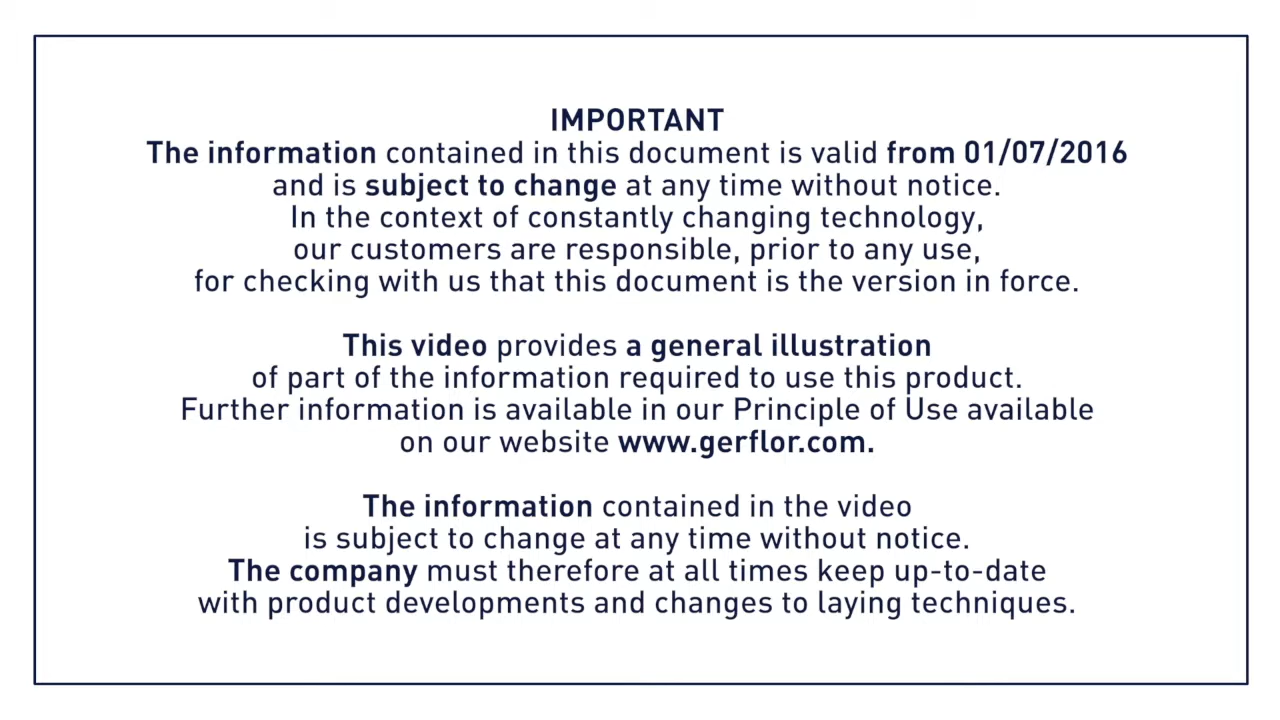 IMPORTANT
The information contained in this document is valid from 01/07/2016
and is subject to change at any time without notice.
In the context of constantly changing technology,
our customers are responsible, prior to any use,
for checking with us that this document is the version in force.
This video provides a general illustration
of part of the information required to use this product.
Further information is available in our Principle of Use available
on our website www.gerflor.com.
The information contained in the video
is subject to change at any time without notice.
The company must therefore at all times keep up-to-date
with product developments and changes to laying techniques.